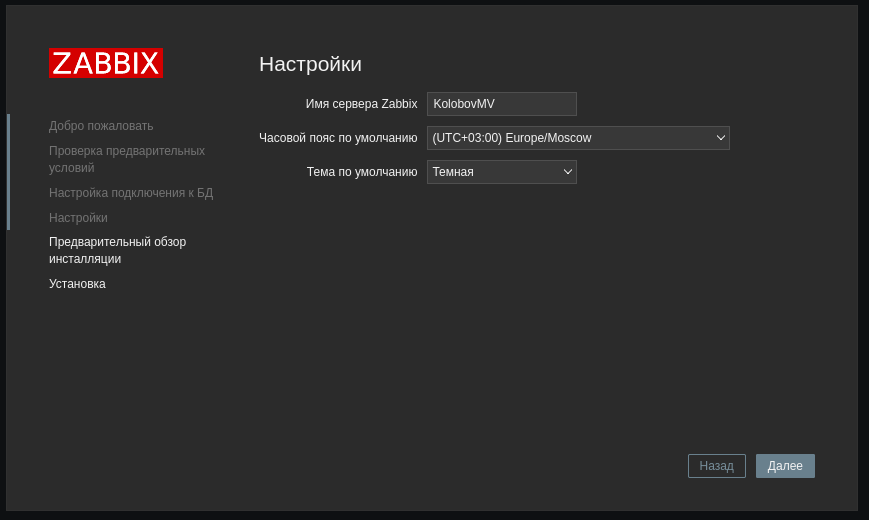 ZABBIX
Добро пожаловать
Проверка предварительных
условий
Настройка подключения к БД
Настройки
Предварительный обзор
инсталляции
Установка
Настройки
Имя сервера Zabbix KolobovMV
Часовой пояс по умолчанию (UTC+03:00) Europe/Moscow
Тема по умолчанию Темная
Назад Далее